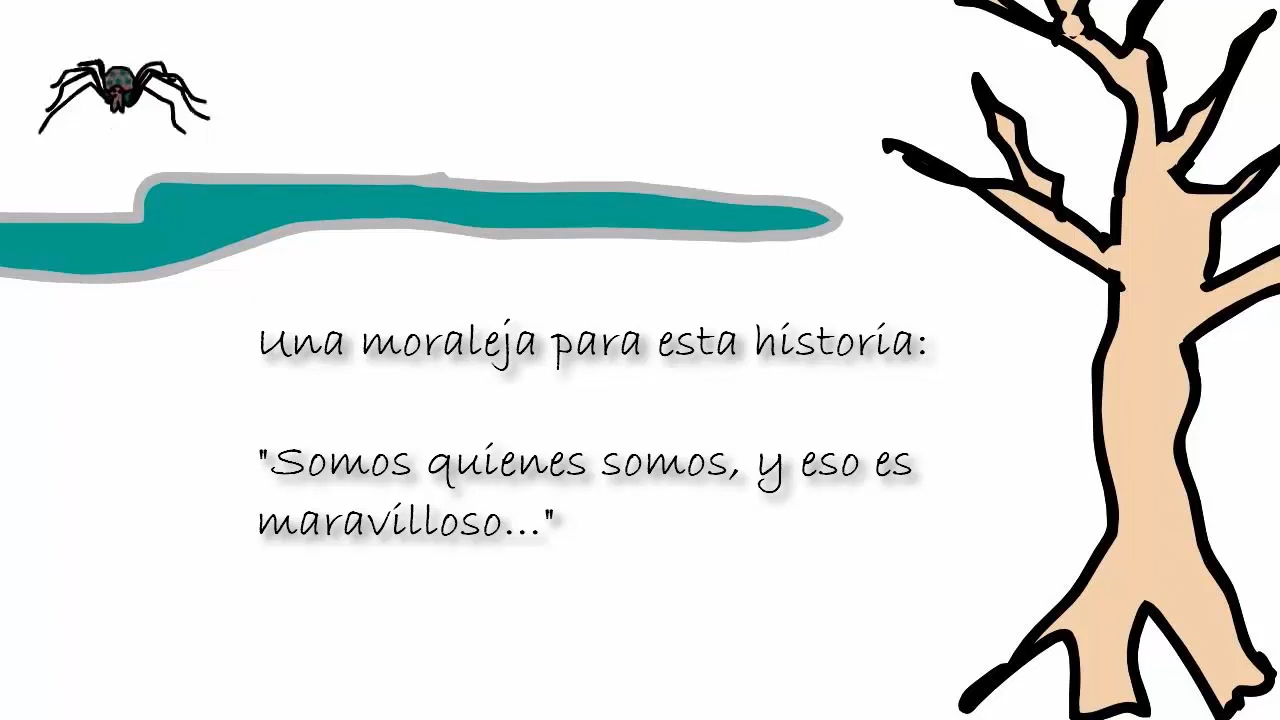 Una moraleja para esta historia:
"Somos quienes somos, y eso es
maravilloso..."